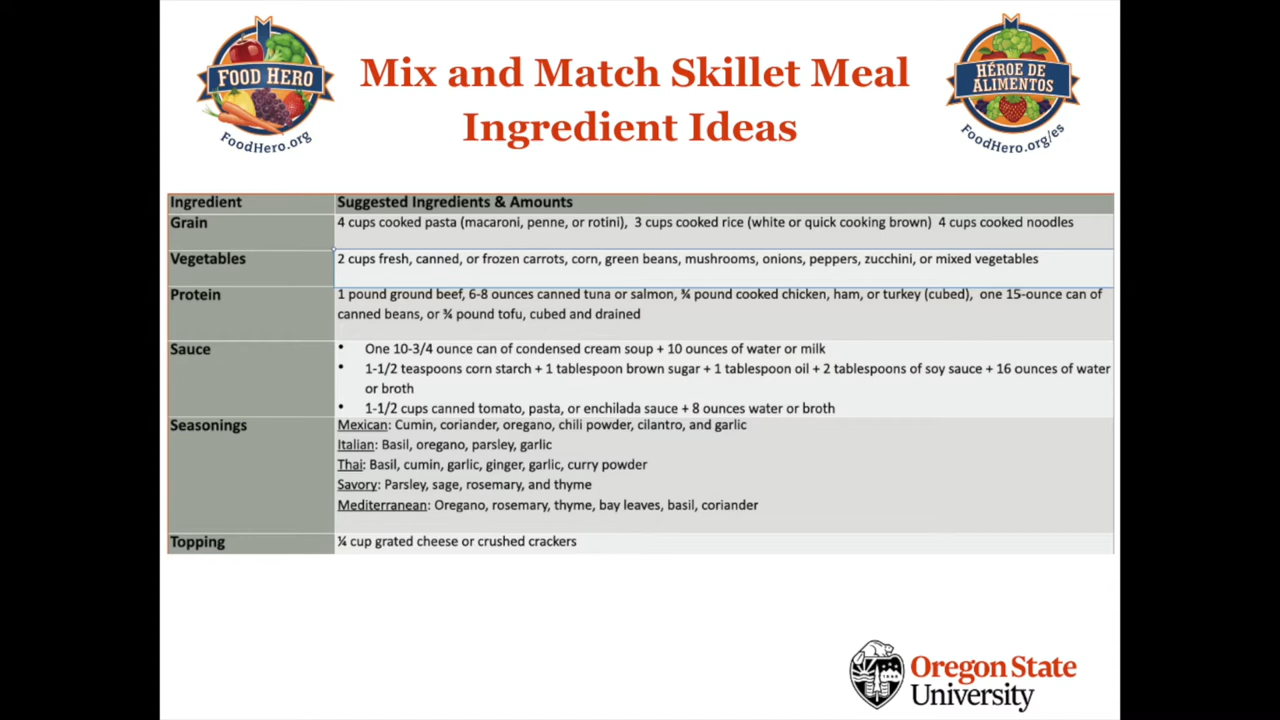 FOOD HERO
FoodHero.org
Mix and Match Skillet Meal
Ingredient Ideas
HÉROE DE
ALIMENTOS
FoodHero.org/es
Ingredient Suggested Ingredients & Amounts
Grain 4 cups cooked pasta (macaroni, penne, or rotini), 3 cups cooked rice (white or quick cooking brown) 4 cups cooked noodles
Vegetables 2 cups fresh, canned, or frozen carrots, corn, green beans, mushrooms, onions, peppers, zucchini, or mixed vegetables
Protein 1 pound ground beef, 6-8 ounces canned tuna or salmon, ¾ pound cooked chicken, ham, or turkey (cubed), one 15-ounce can of
canned beans, or ¾ pound tofu, cubed and drained
Sauce • One 10-3/4 ounce can of condensed cream soup + 10 ounces of water or milk
• 1-1/2 teaspoons corn starch + 1 tablespoon brown sugar + 1 tablespoon oil + 2 tablespoons of soy sauce + 16 ounces of water
or broth
• 1-1/2 cups canned tomato, pasta, or enchilada sauce + 8 ounces water or broth
Seasonings Mexican: Cumin, coriander, oregano, chili powder, cilantro, and garlic
Italian: Basil, oregano, parsley, garlic
Thai: Basil, cumin, garlic, ginger, garlic, curry powder
Savory: Parsley, sage, rosemary, and thyme
Mediterranean: Oregano, rosemary, thyme, bay leaves, basil, coriander
Topping ¼ cup grated cheese or crushed crackers
Oregon State
University